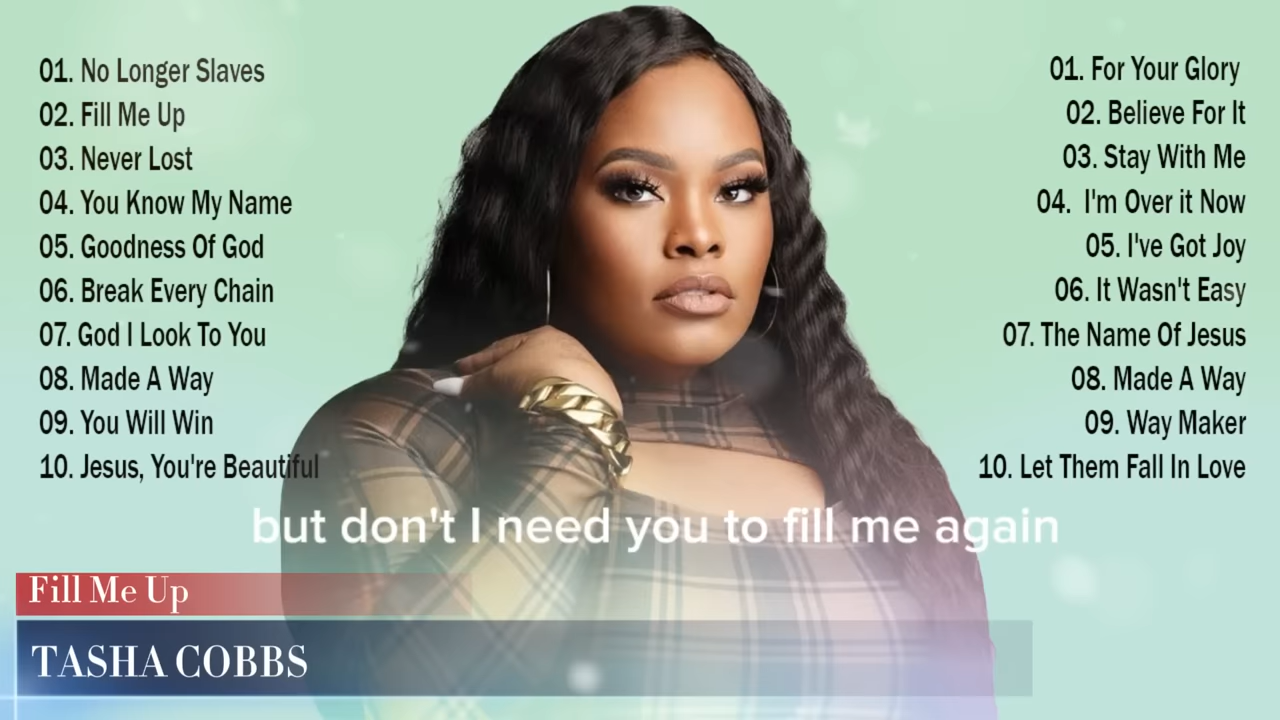 01. No Longer Slaves
02. Fill Me Up
03. Never Lost
04. You Know My Name
05. Goodness Of God
06. Break Every Chain
07. God I Look To You
08. Made A Way
09. You Will Win
10. Jesus, You're Beautiful
01. For Your Glory
02. Believe For It
03. Stay With Me
04. I'm Over it Now
05. I've Got Joy
06. It Wasn't Easy
07. The Name Of Jesus
08. Made A Way
09. Way Maker
10. Let Them Fall In Love
but don't I need you to fill me again
Fill Me Up
TASHA COBBS